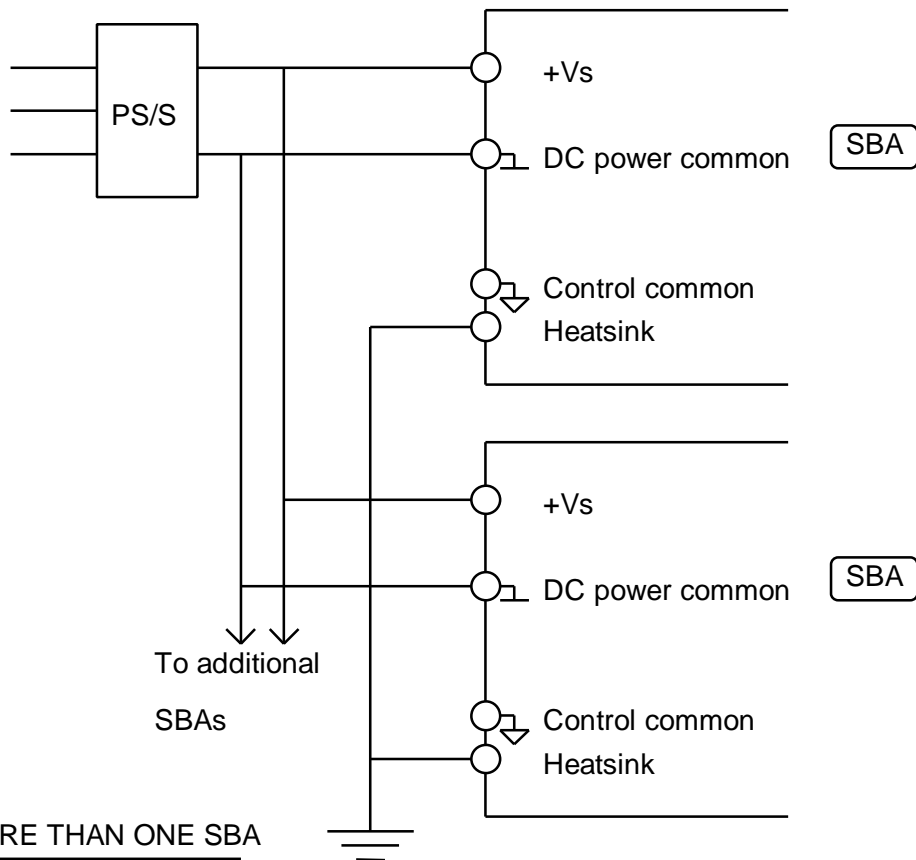 PS/S
+Vs
DC power common
SBA
Control common
Heatsink
+Vs
DC power common
SBA
To additional
SBAs
Control common
Heatsink
RE THAN ONE SBA